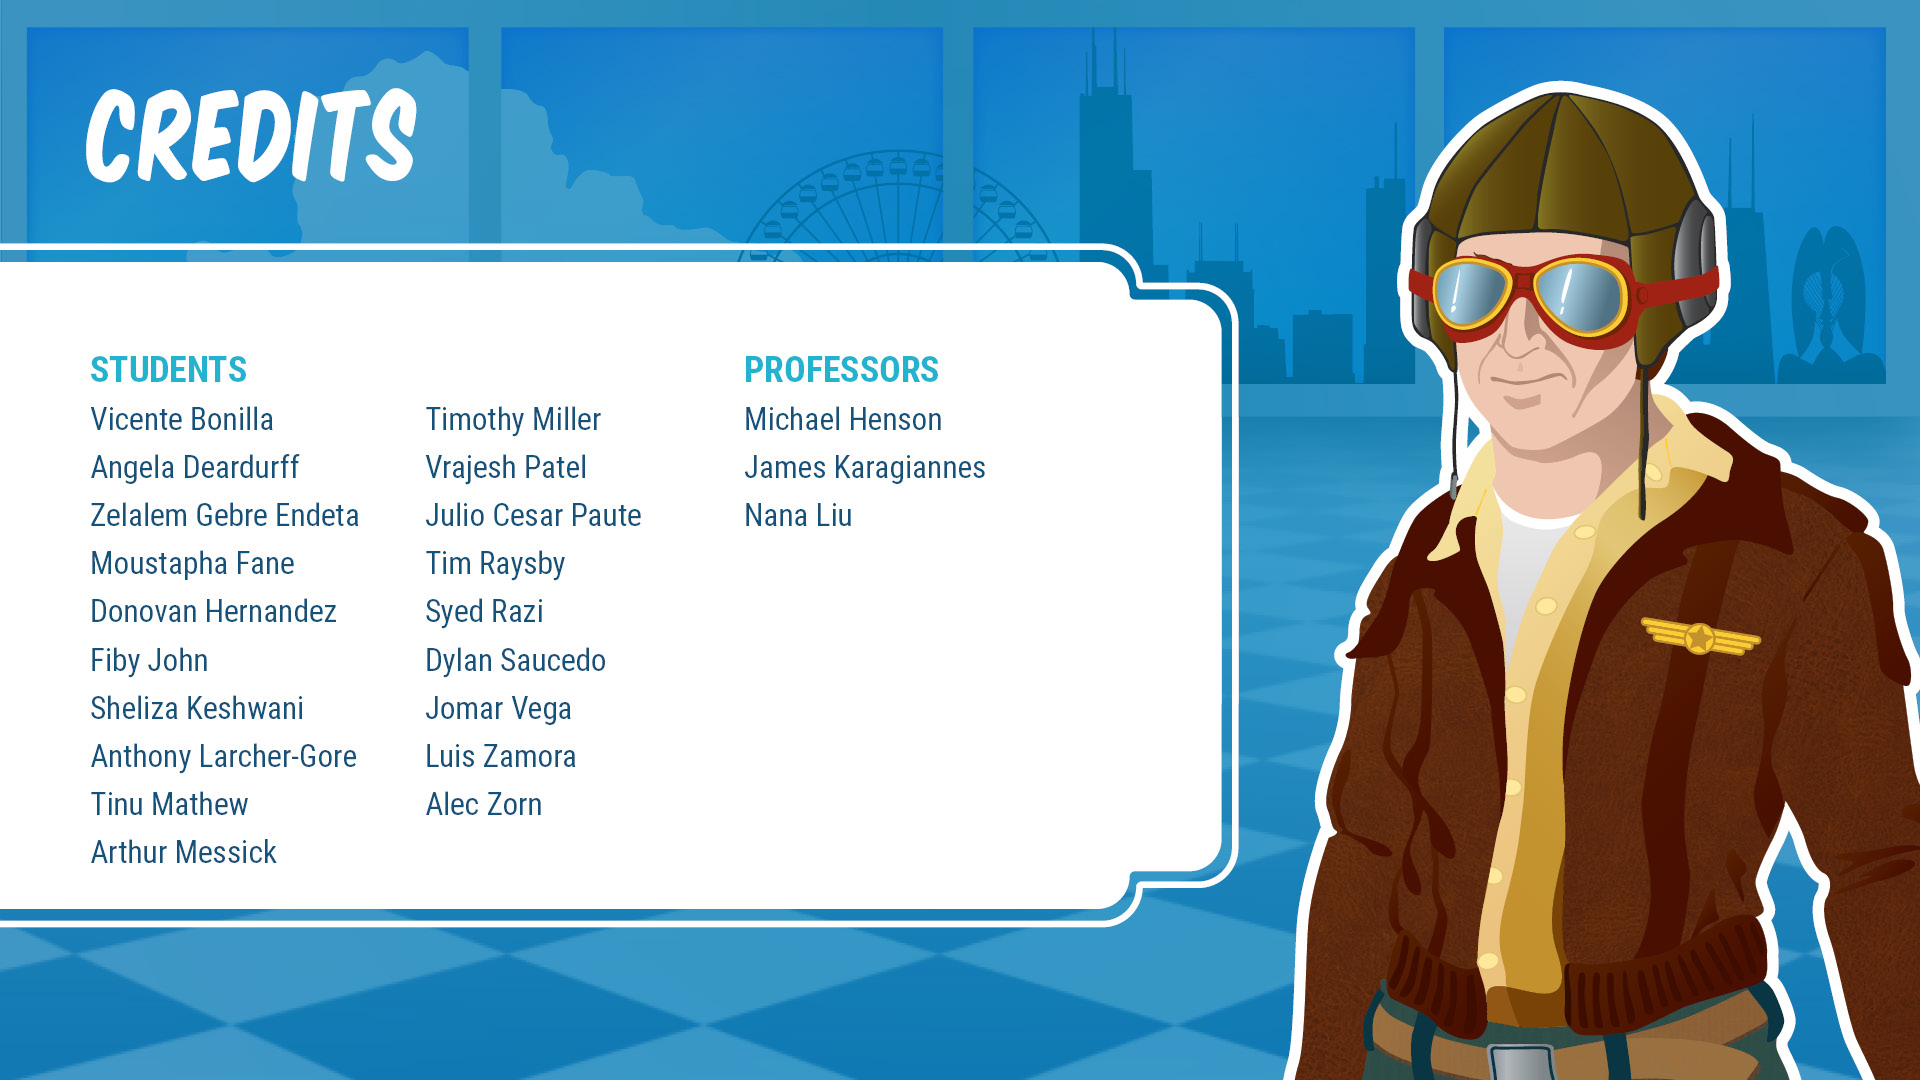 CREDITS
STUDENTS
Vicente Bonilla
Angela Deardurff
Zelalem Gebre Endeta
Moustapha Fane
Donovan Hernandez
Fiby John
Sheliza Keshwani
Anthony Larcher-Gore
Tinu Mathew
Arthur Messick
Timothy Miller
Vrajesh Patel
Julio Cesar Paute
Tim Raysby
Syed Razi
Dylan Saucedo
Jomar Vega
Luis Zamora
Alec Zorn
PROFESSORS
Michael Henson
James Karagiannes
Nana Liu